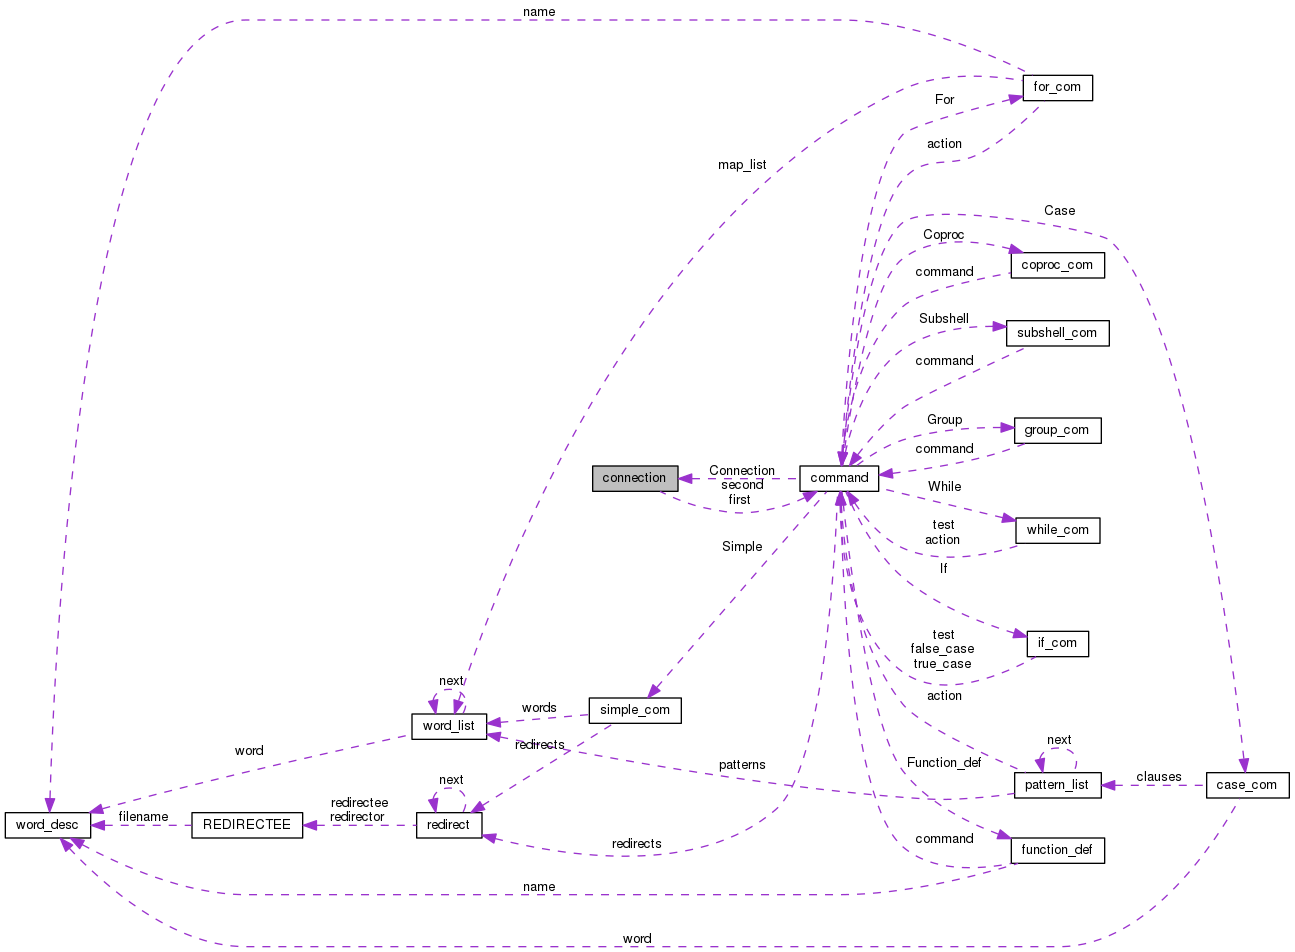 name
for_com
For
action
map_list
Case
Coproc
coproc_com
command
Subshell
subshell_com
command
Group
group_com
command
connection
Connection
second
first
command
While
while_com
test
action
Simple
If
if_com
test
false_case
true_case
next
action
word_list
words
simple_com
redirects
word
next
patterns
Function_def
pattern_list
clauses
case_com
next
word_desc
filename
REDIRECTEE
redirectee
redirector
redirect
redirects
command
function_def
name
word